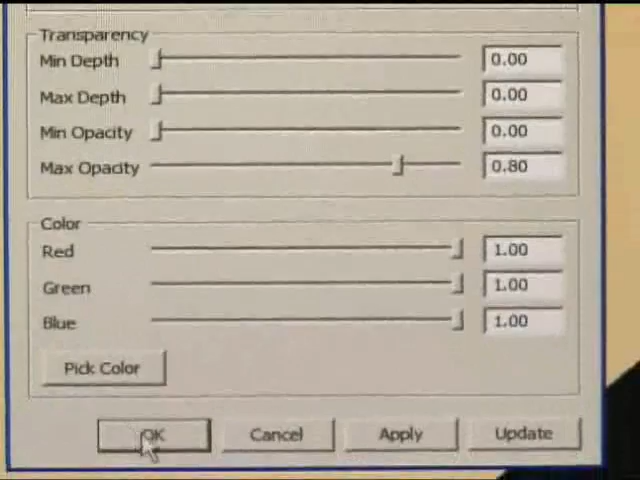 Transparency
Min Depth 0.00
Max Depth 0.00
Min Opacity 0.00
Max Opacity 0.80
Color
Red 1.00
Green 1.00
Blue 1.00
Pick Color
OK Cancel Apply Update